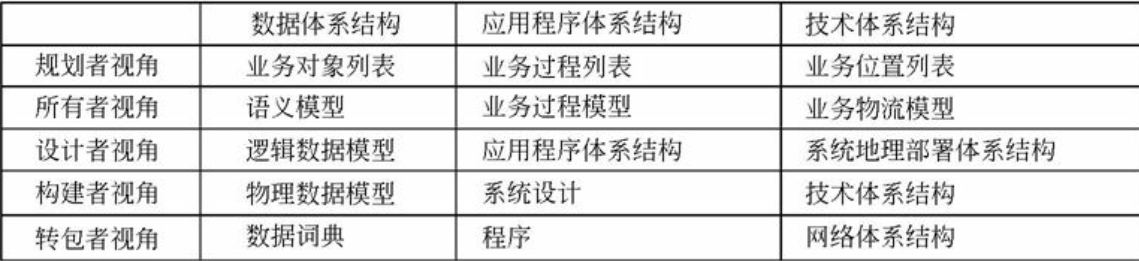 数据体系结构 应用程序体系结构 技术体系结构
规划者视角 业务对象列表 业务过程列表 业务位置列表
所有者视角 语义模型 业务过程模型 业务物流模型
设计者视角 逻辑数据模型 应用程序体系结构 系统地理部署体系结构
构建者视角 物理数据模型 系统设计 技术体系结构
转包者视角 数据词典 程序 网络体系结构